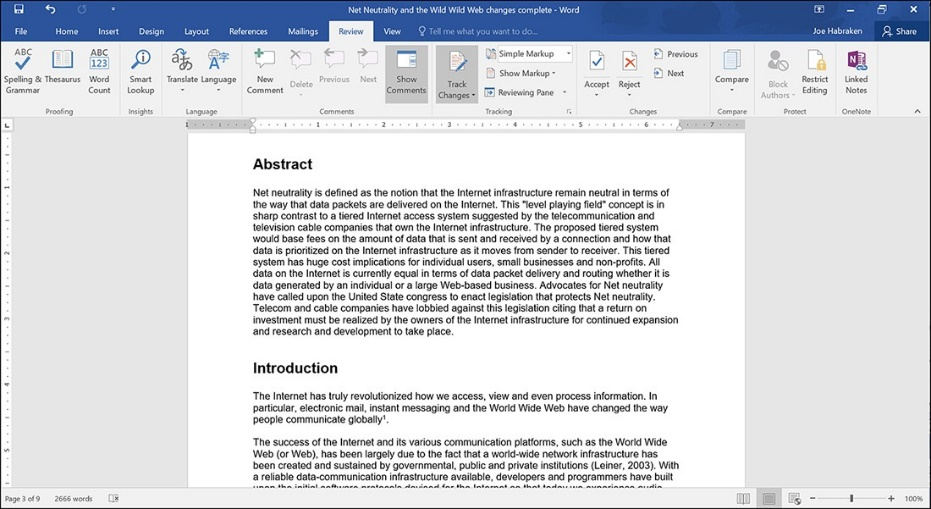 Net Neutrality and the Wild Wild Web changes complete - Word
File Home Insert Design Layout References Mailings Review View Tell me what you want to do... Joe Habraken Share
ABC
Spelling & Grammar
Thesaurus
ABC 123
Word Count
Proofing
Smart Lookup
Insights
Translate
Language
Language
New Comment
Delete
Previous
Next
Show Comments
Comments
Track Changes
Simple Markup
Show Markup
Reviewing Pane
Tracking
Accept
Reject
Previous
Next
Changes
Compare
Compare
Block Authors
Restrict Editing
Protect
Linked Notes
OneNote
1 1 2 3 4 5 6 7
Abstract
Net neutrality is defined as the notion that the Internet infrastructure remain neutral in terms of
the way that data packets are delivered on the Internet. This "level playing field" concept is in
sharp contrast to a tiered Internet access system suggested by the telecommunication and
television cable companies that own the Internet infrastructure. The proposed tiered system
would base fees on the amount of data that is sent and received by a connection and how that
data is prioritized on the Internet infrastructure as it moves from sender to receiver. This tiered
system has huge cost implications for individual users, small businesses and non-profits. All
data on the Internet is currently equal in terms of data packet delivery and routing whether it is
data generated by an individual or a large Web-based business. Advocates for Net neutrality
have called upon the United State congress to enact legislation that protects Net neutrality.
Telecom and cable companies have lobbied against this legislation citing that a return on
investment must be realized by the owners of the Internet infrastructure for continued expansion
and research and development to take place.
Introduction
The Internet has truly revolutionized how we access, view and even process information. In
particular, electronic mail, instant messaging and the World Wide Web have changed the way
people communicate globally¹.
The success of the Internet and its various communication platforms, such as the World Wide
Web (or Web), has been largely due to the fact that a world-wide network infrastructure has
been created and sustained by governmental, public and private institutions (Leiner, 2003). With
a reliable data-communication infrastructure available, developers and programmers have built
Page 3 of 9 2666 words 100%